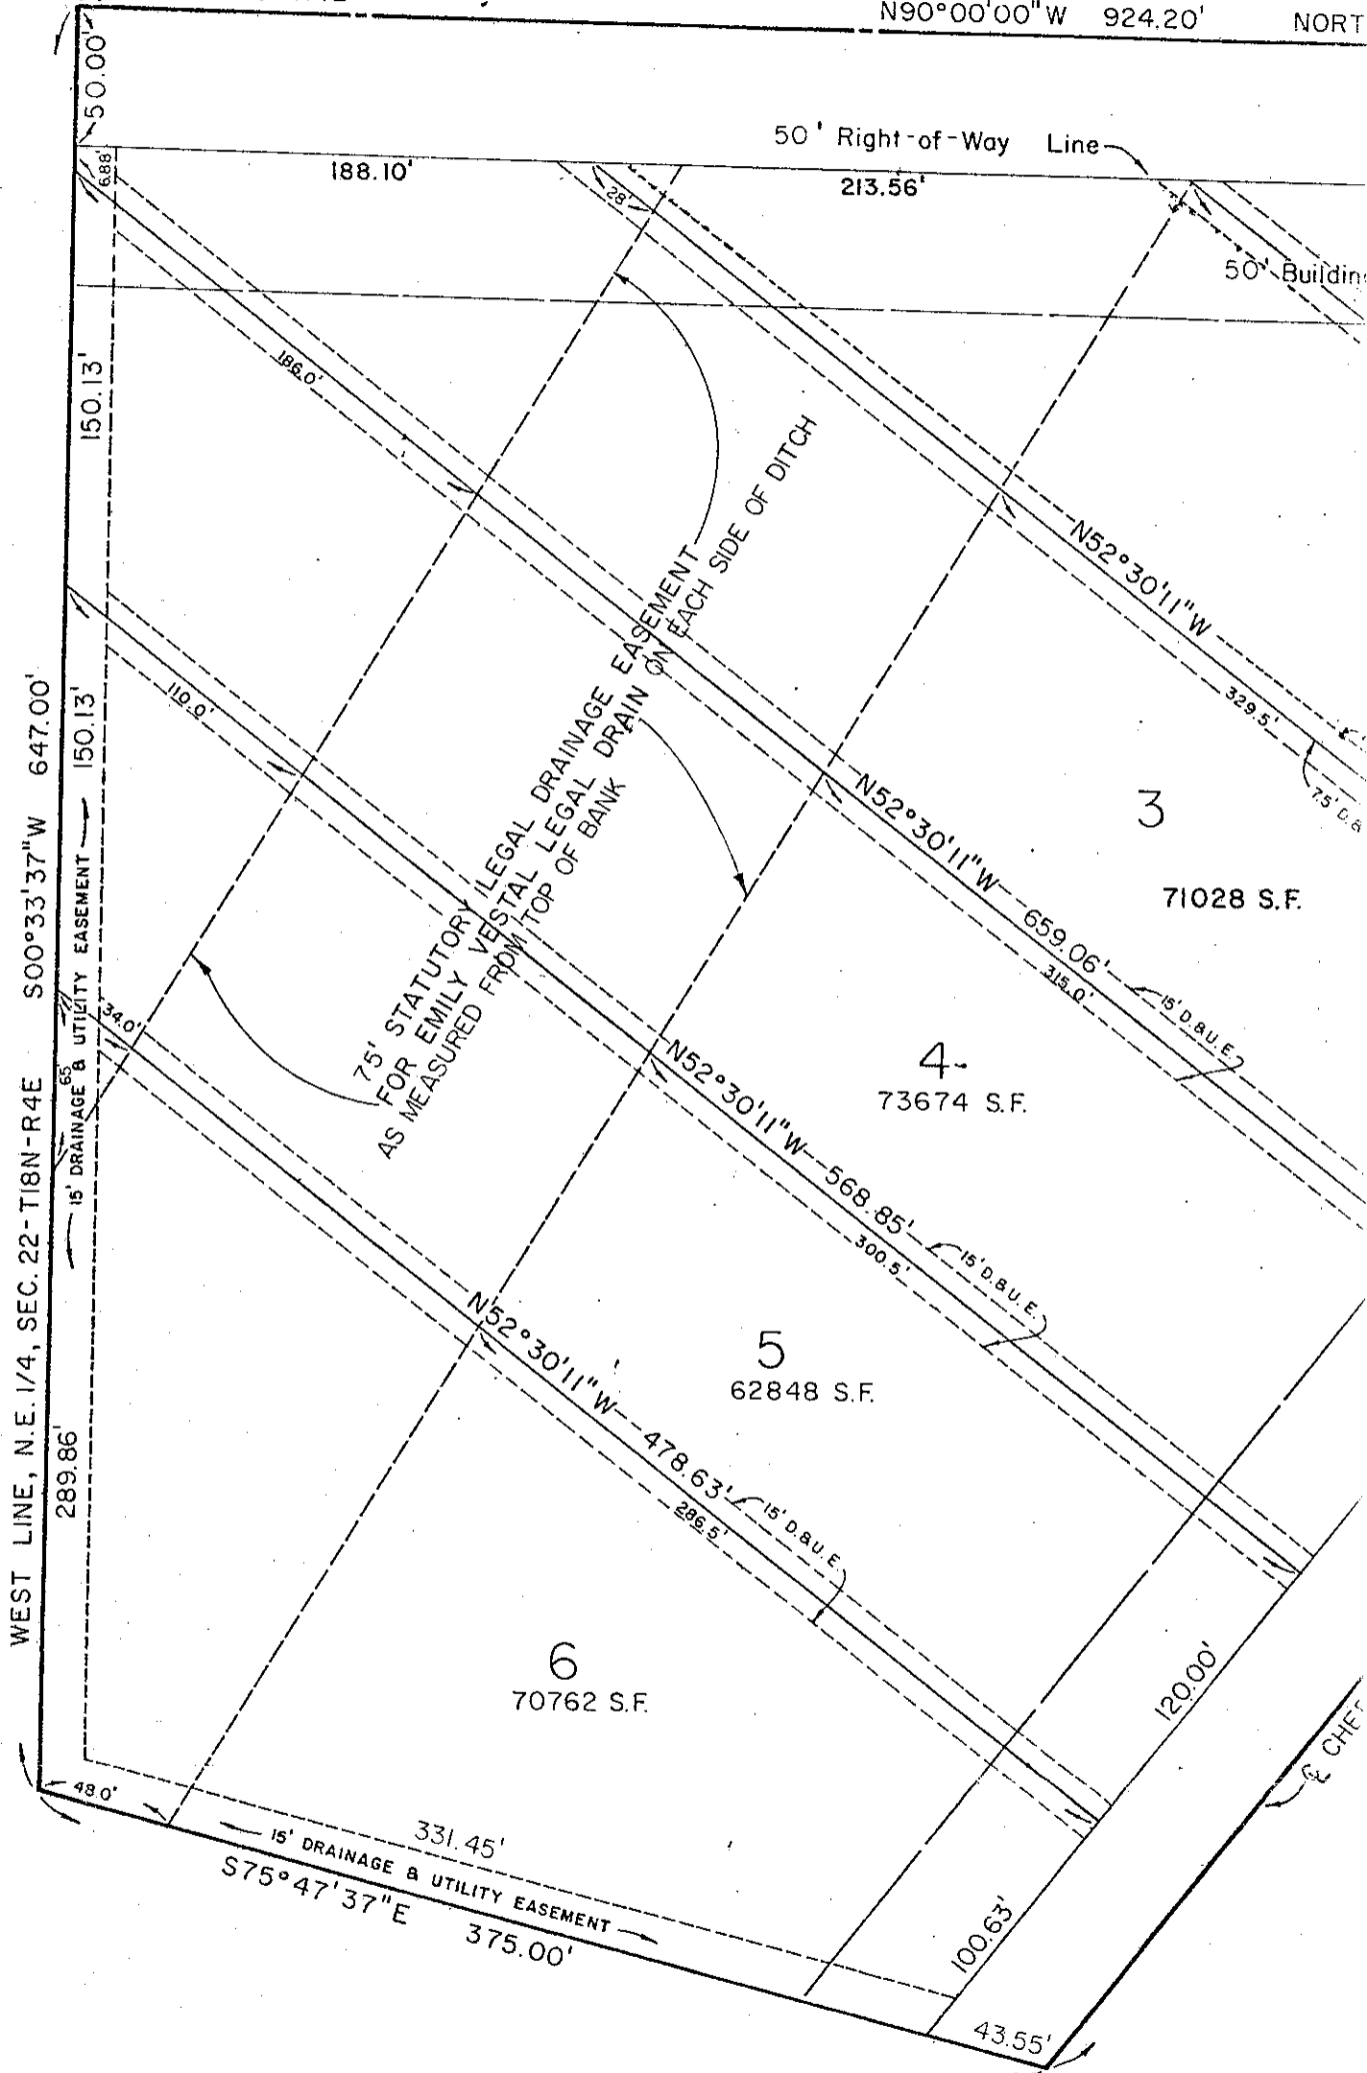 N90°00'00"W 924.20' NORT
50.00'
50' Right-of-Way Line
6.88'
188.10'
28'
213.56'
50' Building
150.13'
186.0'
75' STATUTORY LEGAL DRAINAGE EASEMENT
FOR EMILY VESTAL LEGAL DRAIN ON EACH SIDE OF DITCH
AS MEASURED FROM TOP OF BANK
N52°30'11"W
329.5'
7.5' D.&
3
71028 S.F.
110.0'
150.13'
N52°30'11"W 659.06'
315.0'
15' D.&U.E.
4
73674 S.F.
WEST LINE, N.E. 1/4, SEC. 22-T18N-R4E S00°33'37"W 647.00'
15' DRAINAGE & UTILITY EASEMENT
34.0'
65'
N52°30'11"W 568.85'
300.5'
15' D.&U.E.
5
62848 S.F.
289.86'
N52°30'11"W 478.63'
286.5'
15' D.&U.E.
6
70762 S.F.
120.00'
℄ CHE
48.0'
331.45'
15' DRAINAGE & UTILITY EASEMENT
S75°47'37"E 375.00'
100.63'
43.55'